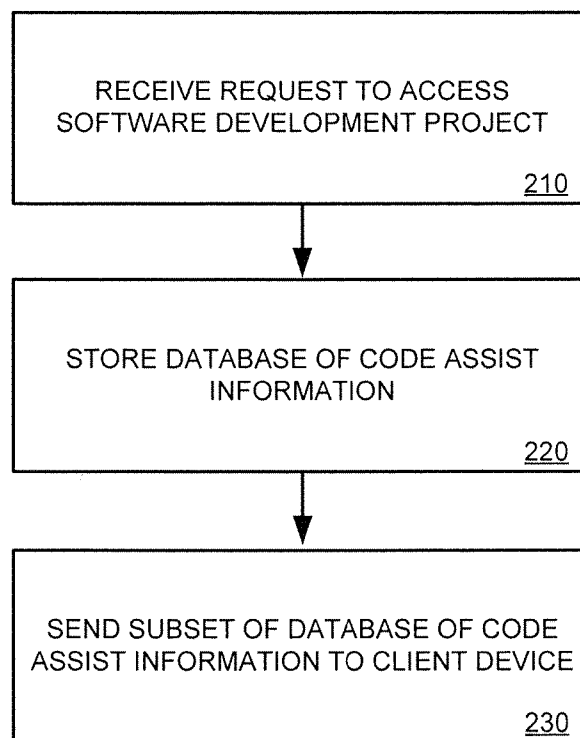 RECEIVE REQUEST TO ACCESS
SOFTWARE DEVELOPMENT PROJECT
210
STORE DATABASE OF CODE ASSIST
INFORMATION
220
SEND SUBSET OF DATABASE OF CODE
ASSIST INFORMATION TO CLIENT DEVICE
230